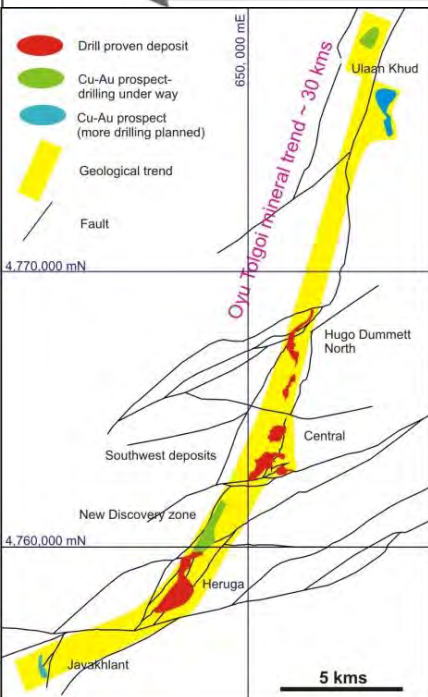 Drill proven deposit
Cu-Au prospect-
drilling under way
Cu-Au prospect
(more drilling planned)
Geological trend
Fault
650, 000 mE
Ulaan Khud
Oyu Tolgoi mineral trend ~ 30 kms
4,770,000 mN
Hugo Dummett
North
Central
Southwest deposits
New Discovery zone
4,760,000 mN
Heruga
Javakhlant
5 kms